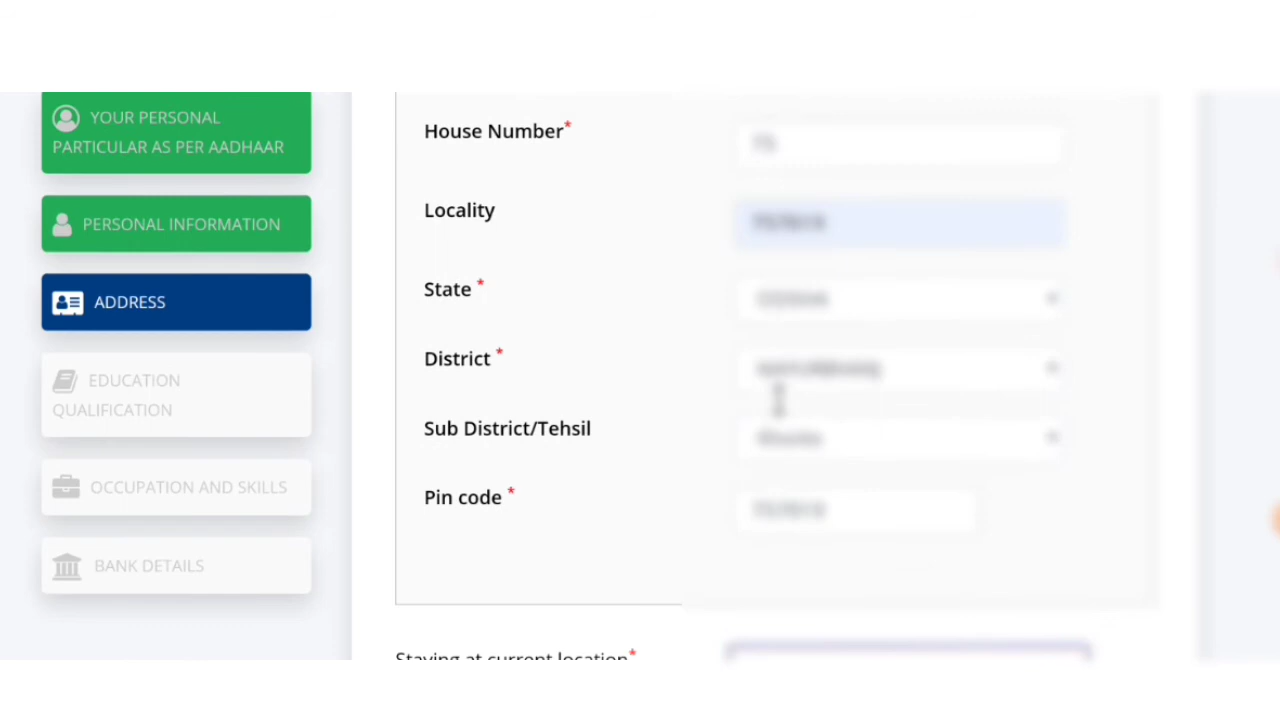 YOUR PERSONAL
PARTICULAR AS PER AADHAAR
PERSONAL INFORMATION
ADDRESS
EDUCATION
QUALIFICATION
OCCUPATION AND SKILLS
BANK DETAILS
House Number*
Locality
State *
District *
Sub District/Tehsil
Pin code *
Staying at current location*